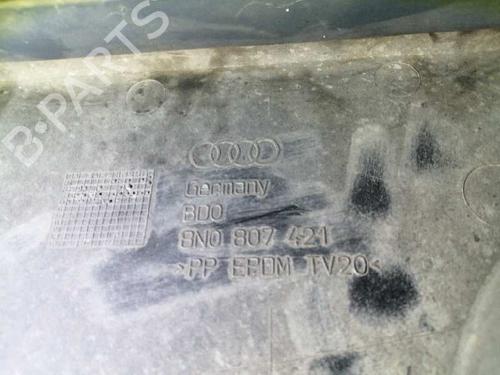 B-PARTS
Germany
BDO
8N0 807 421
>PP EPDM TV20<